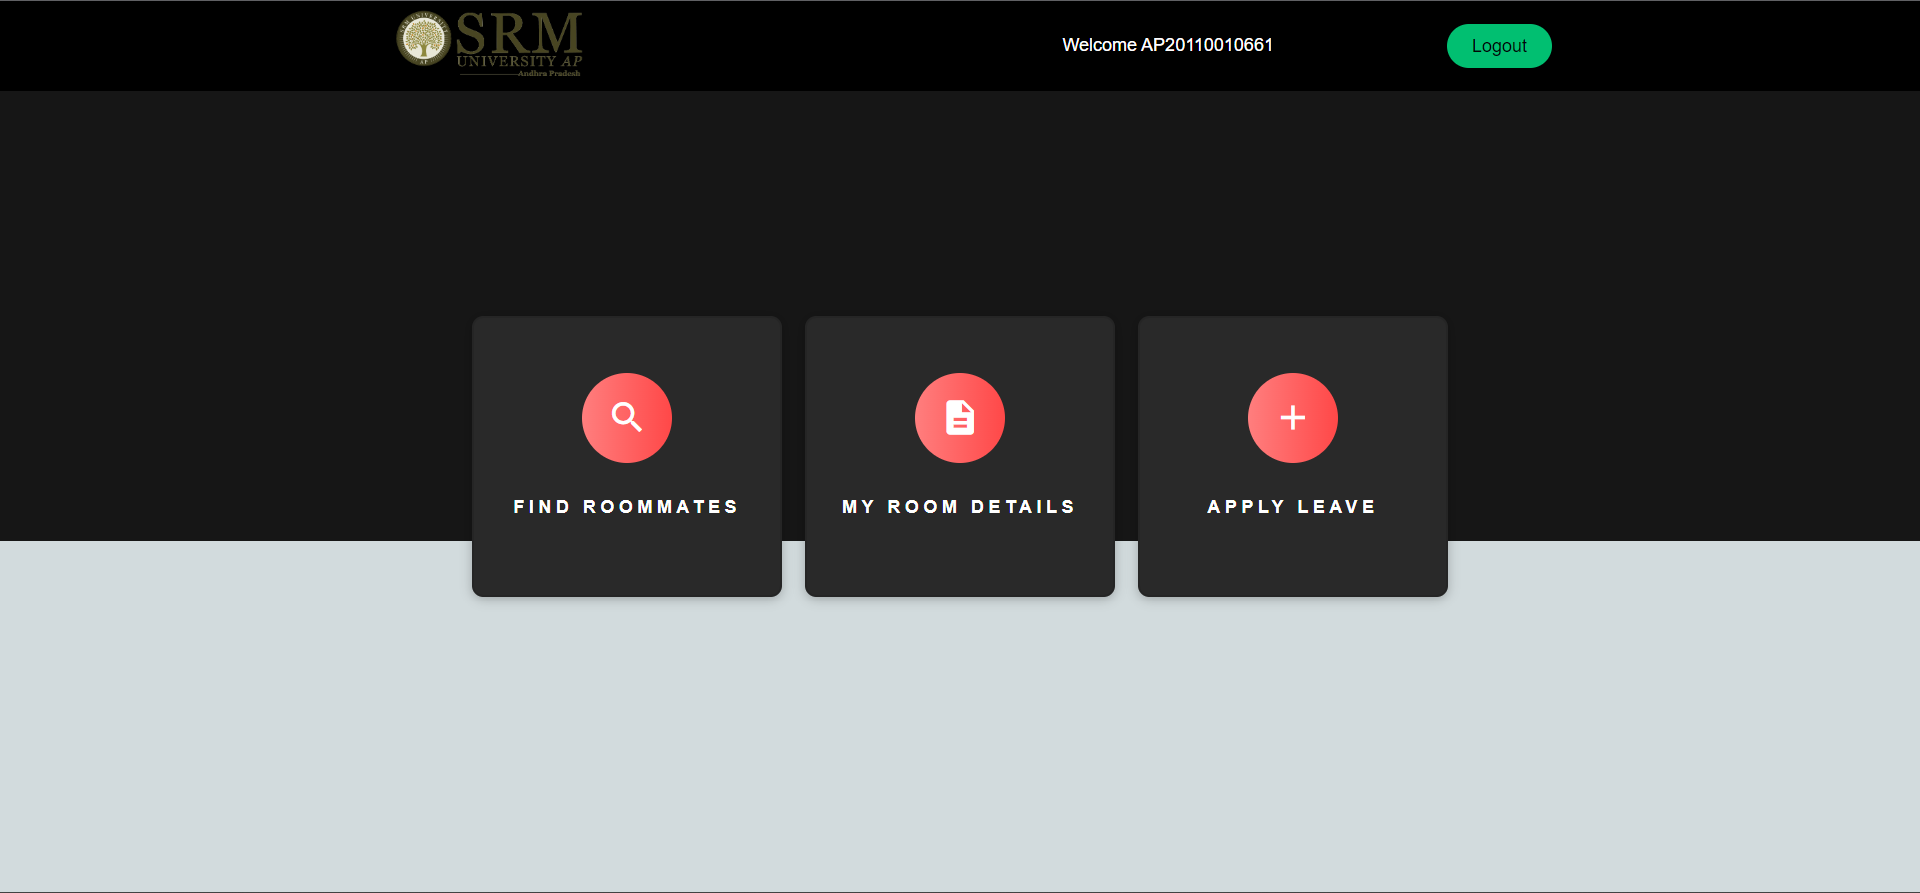 SRM
UNIVERSITY AP
Andhra Pradesh
Welcome AP20110010661
Logout
FIND ROOMMATES
MY ROOM DETAILS
APPLY LEAVE